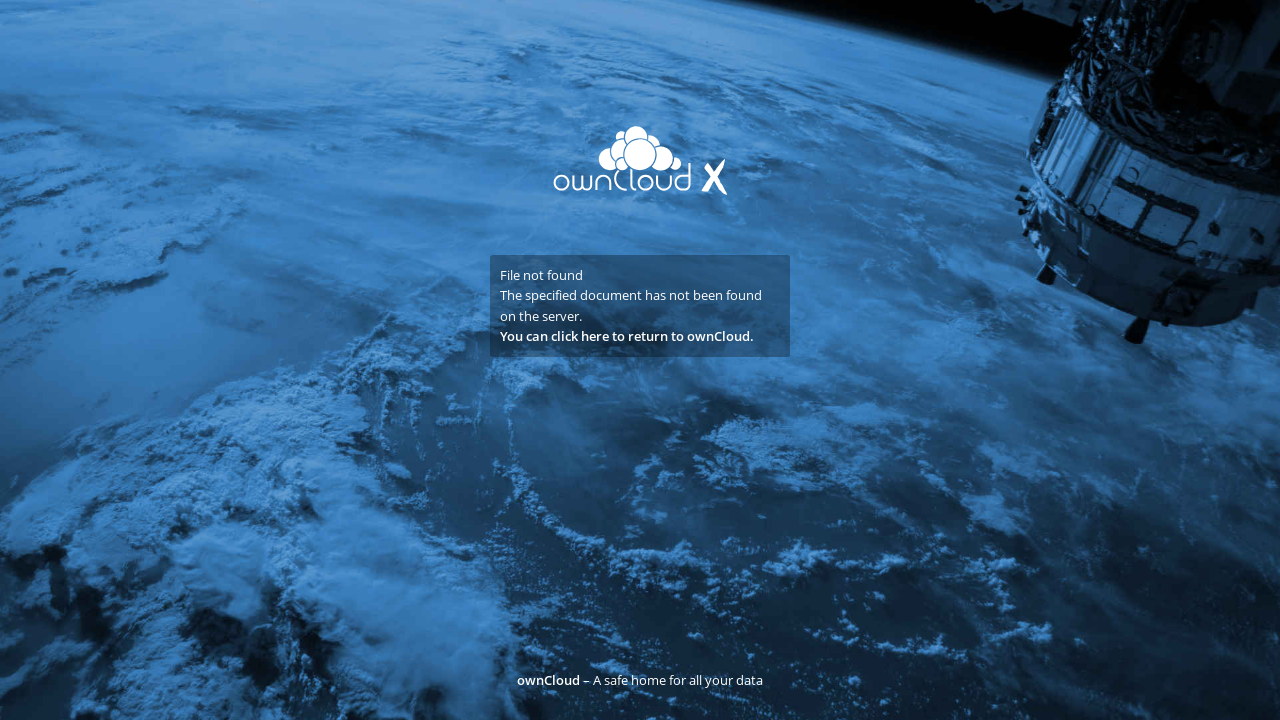 ownCloud X
File not found
The specified document has not been found
on the server.
You can click here to return to ownCloud.
ownCloud – A safe home for all your data